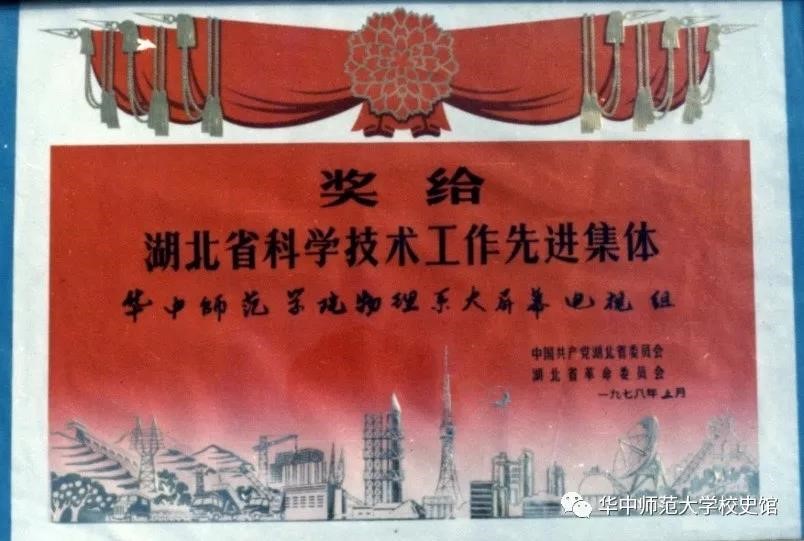 奖给
湖北省科学技术工作先进集体
华中师范学院物理系大屏幕电视组
中国共产党湖北省委员会
湖北省革命委员会
一九七八年五月
华中师范大学校史馆